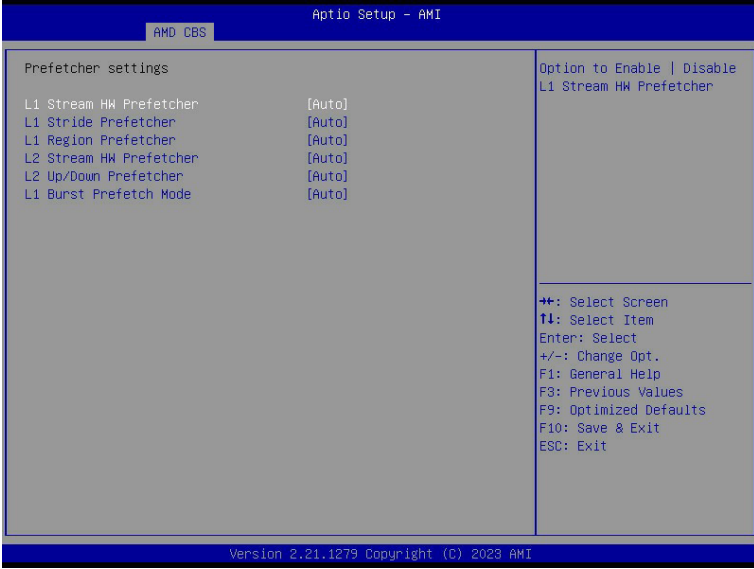 Aptio Setup - AMI
AMD CBS
Prefetcher settings
L1 Stream HW Prefetcher [Auto]
L1 Stride Prefetcher [Auto]
L1 Region Prefetcher [Auto]
L2 Stream HW Prefetcher [Auto]
L2 Up/Down Prefetcher [Auto]
L1 Burst Prefetch Mode [Auto]
Option to Enable | Disable
L1 Stream HW Prefetcher
→←: Select Screen
↑↓: Select Item
Enter: Select
+/-: Change Opt.
F1: General Help
F3: Previous Values
F9: Optimized Defaults
F10: Save & Exit
ESC: Exit
Version 2.21.1279 Copyright (C) 2023 AMI